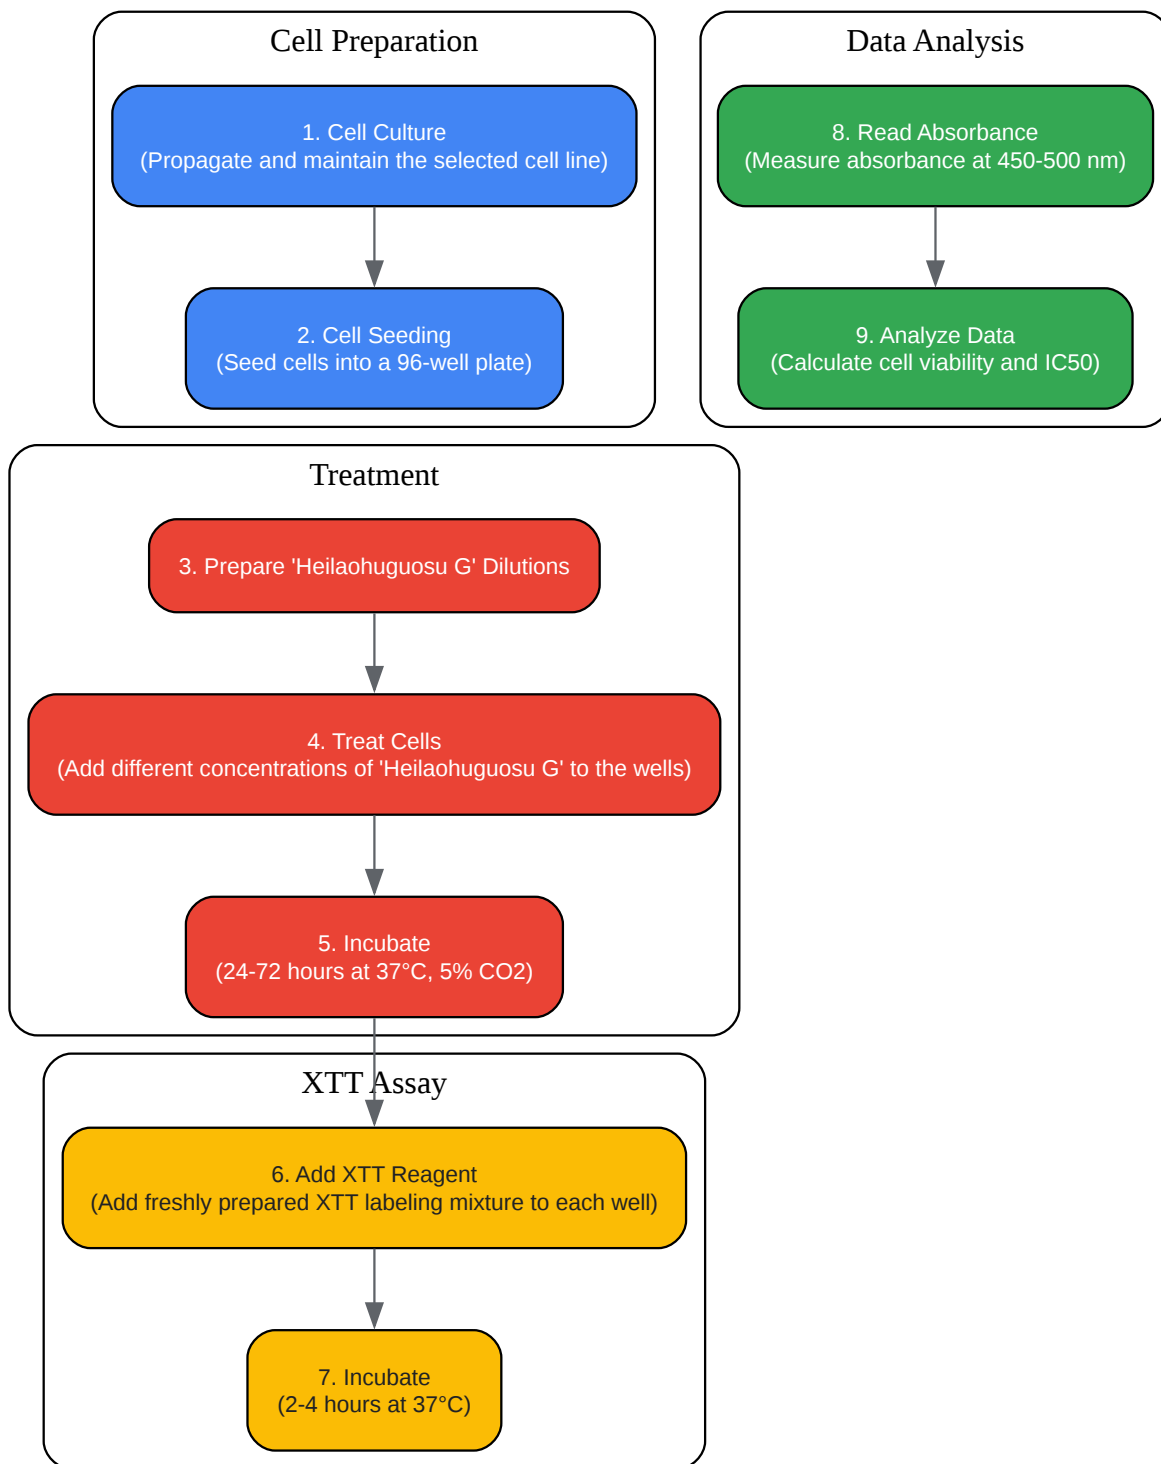 Cell Preparation
1. Cell Culture
(Propagate and maintain the selected cell line)
2. Cell Seeding
(Seed cells into a 96-well plate)
Data Analysis
8. Read Absorbance
(Measure absorbance at 450-500 nm)
9. Analyze Data
(Calculate cell viability and IC50)
Treatment
3. Prepare 'Heilaohuguosu G' Dilutions
4. Treat Cells
(Add different concentrations of 'Heilaohuguosu G' to the wells)
5. Incubate
(24-72 hours at 37°C, 5% CO2)
XTT Assay
6. Add XTT Reagent
(Add freshly prepared XTT labeling mixture to each well)
7. Incubate
(2-4 hours at 37°C)